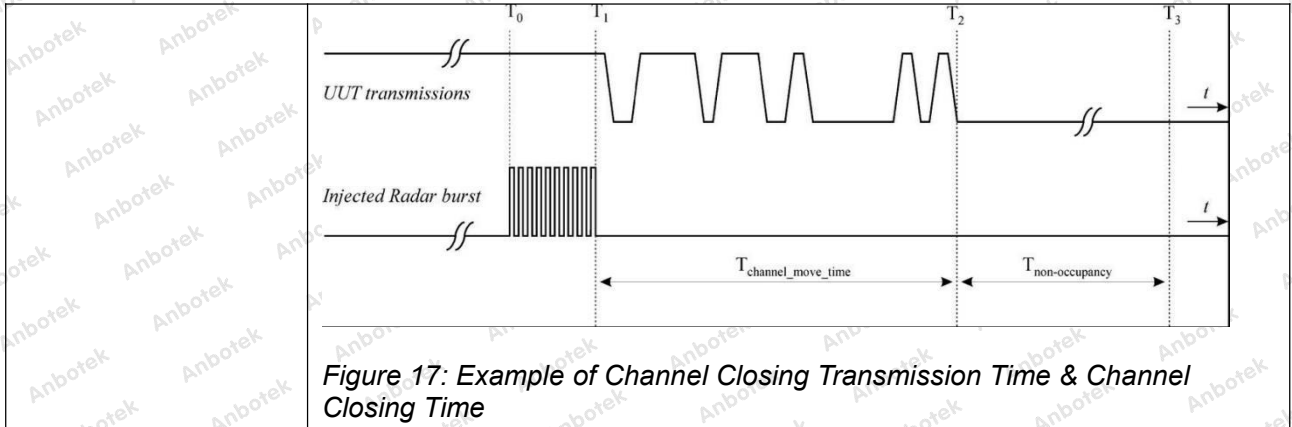 T0 T1 T2 T3
UUT transmissions
t
Injected Radar burst
t
Tchannel_move_time
Tnon-occupancy
Figure 17: Example of Channel Closing Transmission Time & Channel
Closing Time
Anbotek